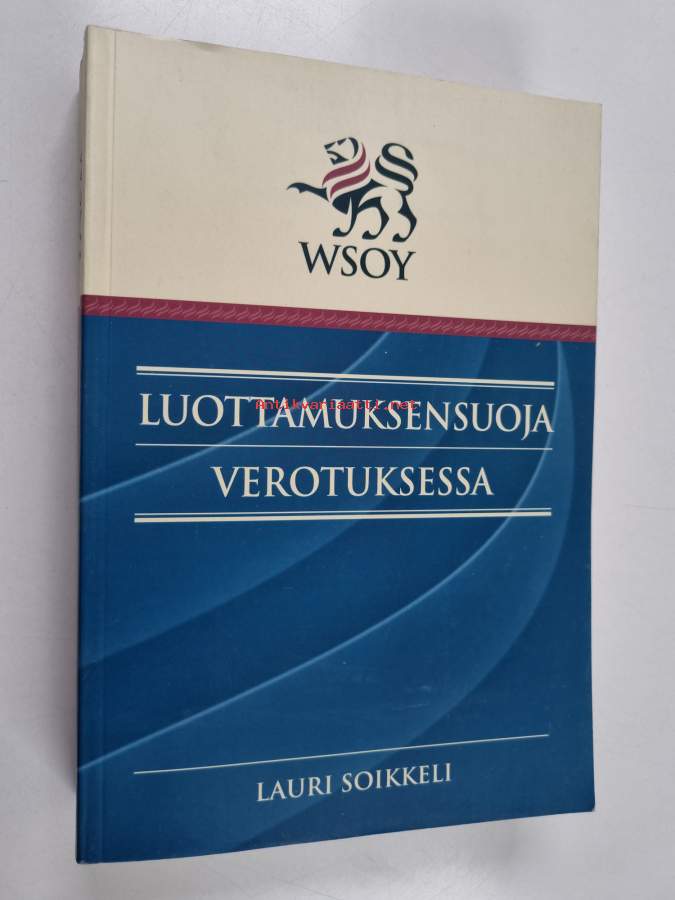 WSOY
LUOTTAMUKSENSUOJA
Antikvariaatti.net
VEROTUKSESSA
LAURI SOIKKELI